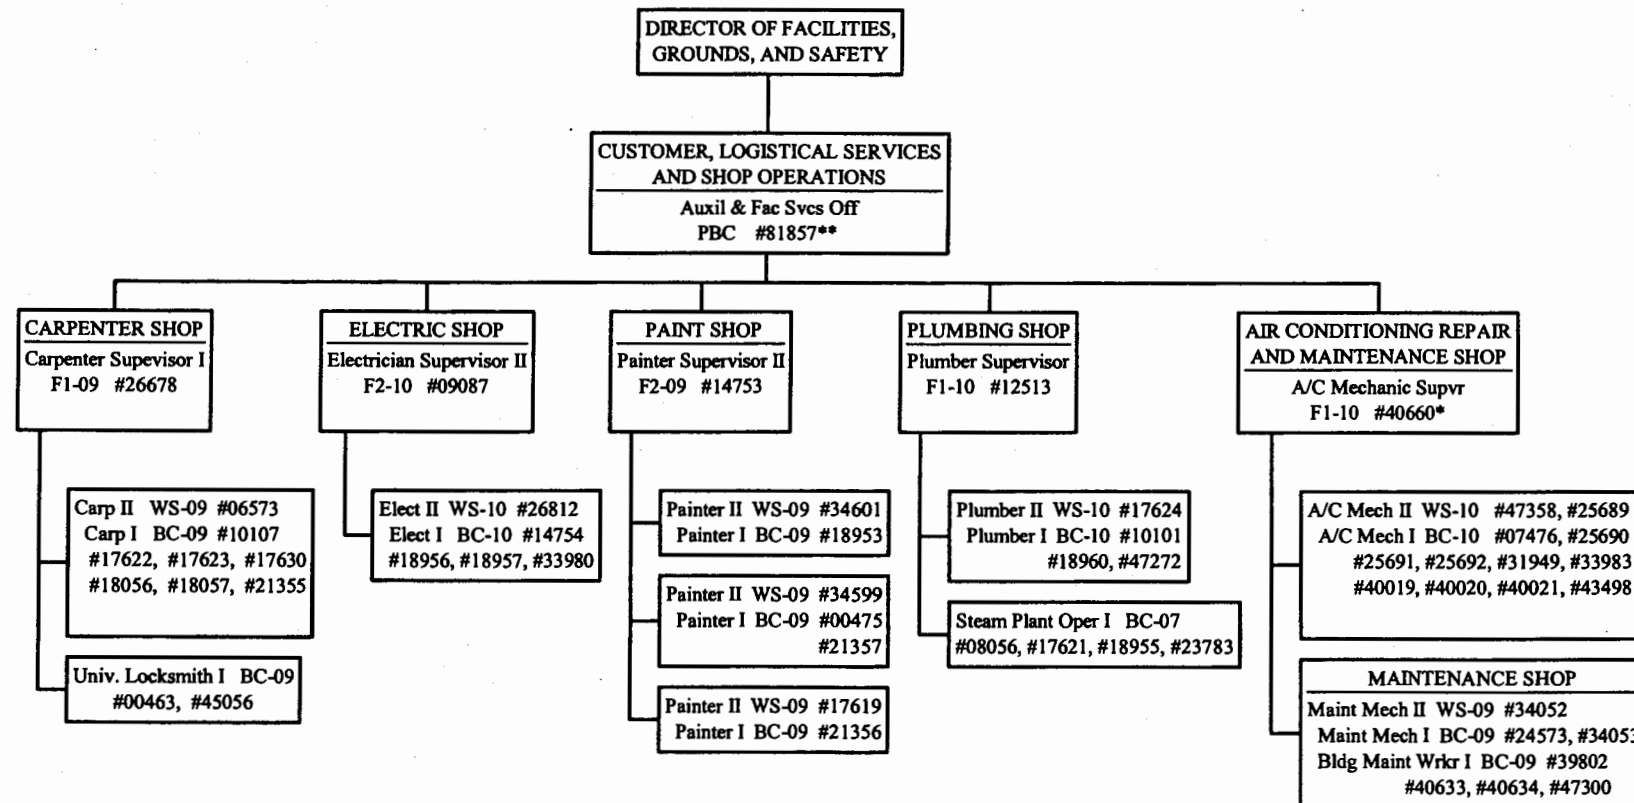 DIRECTOR OF FACILITIES,
GROUNDS, AND SAFETY
CUSTOMER, LOGISTICAL SERVICES
AND SHOP OPERATIONS
Auxil & Fac Svcs Off
PBC #81857**
CARPENTER SHOP
Carpenter Supevisor I
F1-09 #26678
Carp II WS-09 #06573
Carp I BC-09 #10107
#17622, #17623, #17630
#18056, #18057, #21355
Univ. Locksmith I BC-09
#00463, #45056
ELECTRIC SHOP
Electrician Supervisor II
F2-10 #09087
Elect II WS-10 #26812
Elect I BC-10 #14754
#18956, #18957, #33980
PAINT SHOP
Painter Supervisor II
F2-09 #14753
Painter II WS-09 #34601
Painter I BC-09 #18953
Painter II WS-09 #34599
Painter I BC-09 #00475
#21357
Painter II WS-09 #17619
Painter I BC-09 #21356
PLUMBING SHOP
Plumber Supervisor
F1-10 #12513
Plumber II WS-10 #17624
Plumber I BC-10 #10101
#18960, #47272
Steam Plant Oper I BC-07
#08056, #17621, #18955, #23783
AIR CONDITIONING REPAIR
AND MAINTENANCE SHOP
A/C Mechanic Supvr
F1-10 #40660*
A/C Mech II WS-10 #47358, #25689
A/C Mech I BC-10 #07476, #25690
#25691, #25692, #31949, #33983
#40019, #40020, #40021, #43498
MAINTENANCE SHOP
Maint Mech II WS-09 #34052
Maint Mech I BC-09 #24573, #34053
Bldg Maint Wrkr I BC-09 #39802
#40633, #40634, #47300